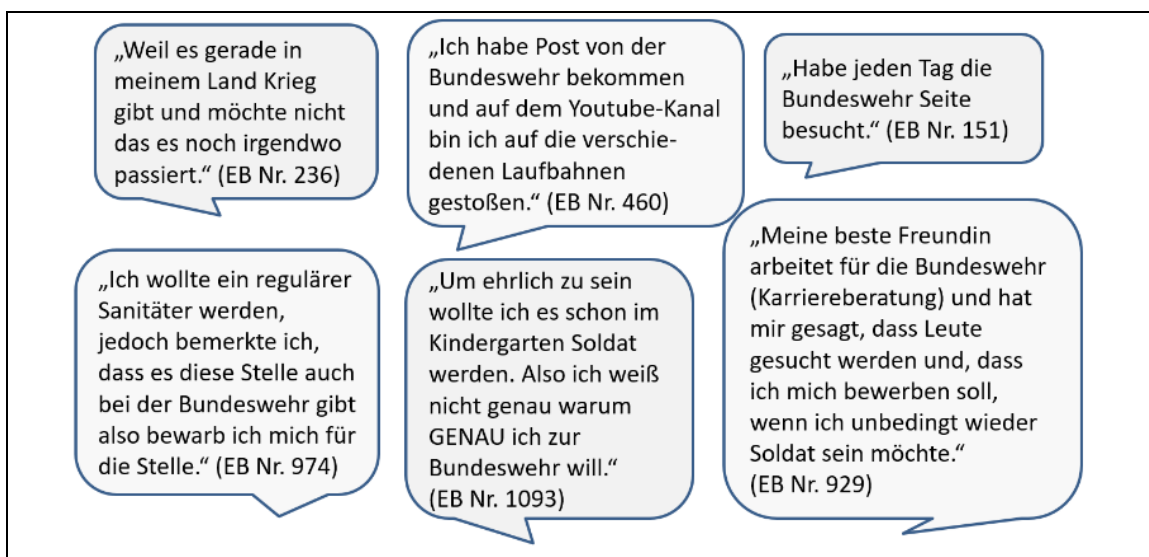 „Weil es gerade in
meinem Land Krieg
gibt und möchte nicht
das es noch irgendwo
passiert.“ (EB Nr. 236)
„Ich habe Post von der
Bundeswehr bekommen
und auf dem Youtube-Kanal
bin ich auf die verschie-
denen Laufbahnen
gestoßen.“ (EB Nr. 460)
„Habe jeden Tag die
Bundeswehr Seite
besucht.“ (EB Nr. 151)
„Ich wollte ein regulärer
Sanitäter werden,
jedoch bemerkte ich,
dass es diese Stelle auch
bei der Bundeswehr gibt
also bewarb ich mich für
die Stelle.“ (EB Nr. 974)
„Um ehrlich zu sein
wollte ich es schon im
Kindergarten Soldat
werden. Also ich weiß
nicht genau warum
GENAU ich zur
Bundeswehr will.“
(EB Nr. 1093)
„Meine beste Freundin
arbeitet für die Bundeswehr
(Karriereberatung) und hat
mir gesagt, dass Leute
gesucht werden und, dass
ich mich bewerben soll,
wenn ich unbedingt wieder
Soldat sein möchte.“
(EB Nr. 929)